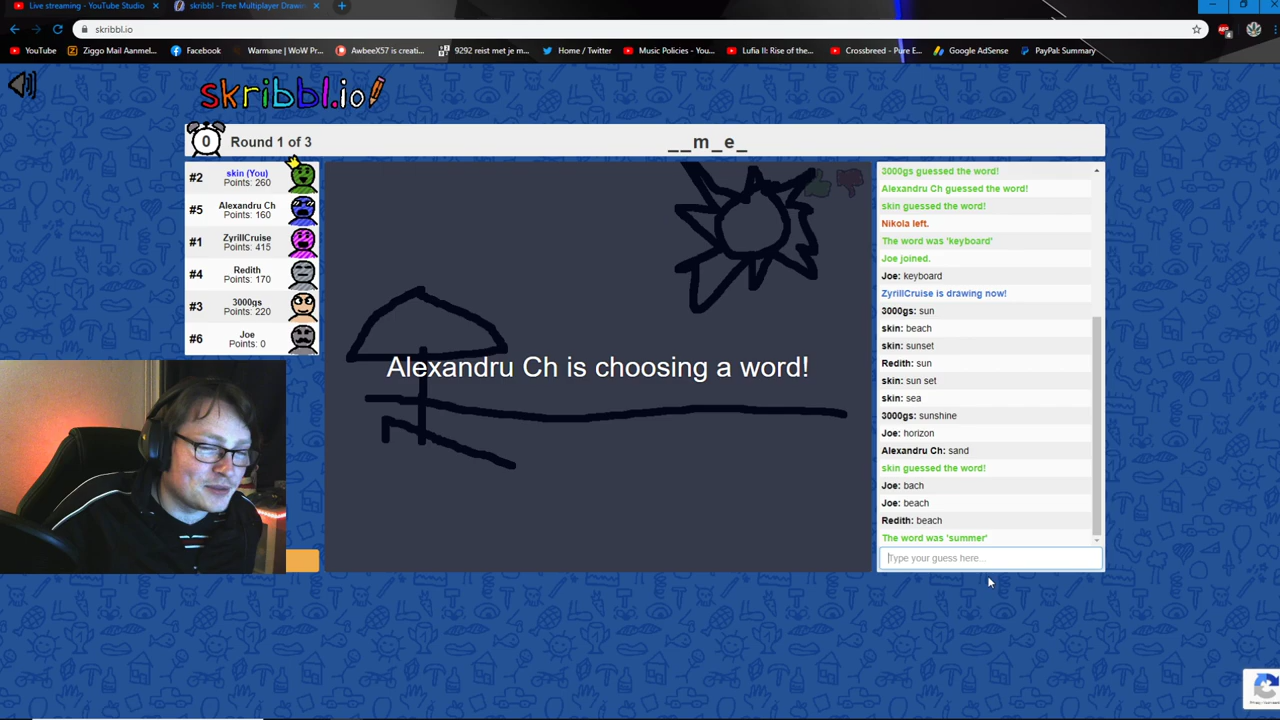 Live streaming - YouTube Studio
skribbl - Free Multiplayer Drawin
skribbl.io
YouTube
Ziggo Mail Aanmel...
Facebook
Warmane | WoW Pr...
AwbeeX57 is creati...
9292 reist met je m...
Home / Twitter
Music Policies - You...
Lufia II: Rise of the...
Crossbreed - Pure E...
Google AdSense
PayPal: Summary
skribbl.io
0
Round 1 of 3
__m_e_
#2
skin (You)
Points: 260
#5
Alexandru Ch
Points: 160
#1
ZyrillCruise
Points: 415
#4
Redith
Points: 170
#3
3000gs
Points: 220
#6
Joe
Points: 0
Alexandru Ch is choosing a word!
3000gs guessed the word!
Alexandru Ch guessed the word!
skin guessed the word!
Nikola left.
The word was 'keyboard'
Joe joined.
Joe: keyboard
ZyrillCruise is drawing now!
3000gs: sun
skin: beach
skin: sunset
Redith: sun
skin: sun set
skin: sea
3000gs: sunshine
Joe: horizon
Alexandru Ch: sand
skin guessed the word!
Joe: bach
Joe: beach
Redith: beach
The word was 'summer'
Type your guess here...